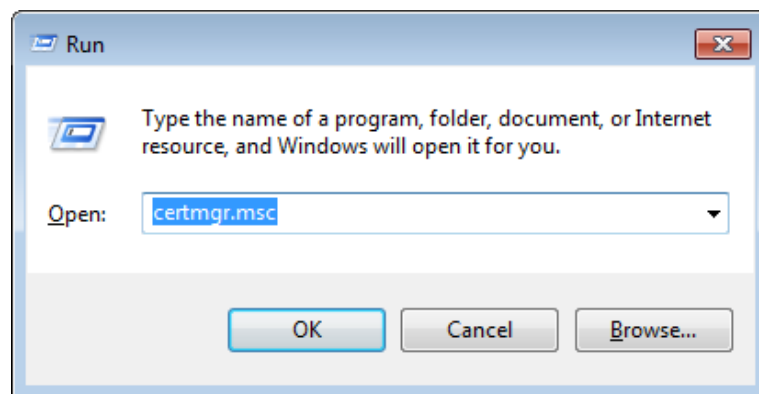 Run
Type the name of a program, folder, document, or Internet
resource, and Windows will open it for you.
Open: certmgr.msc
OK Cancel Browse...